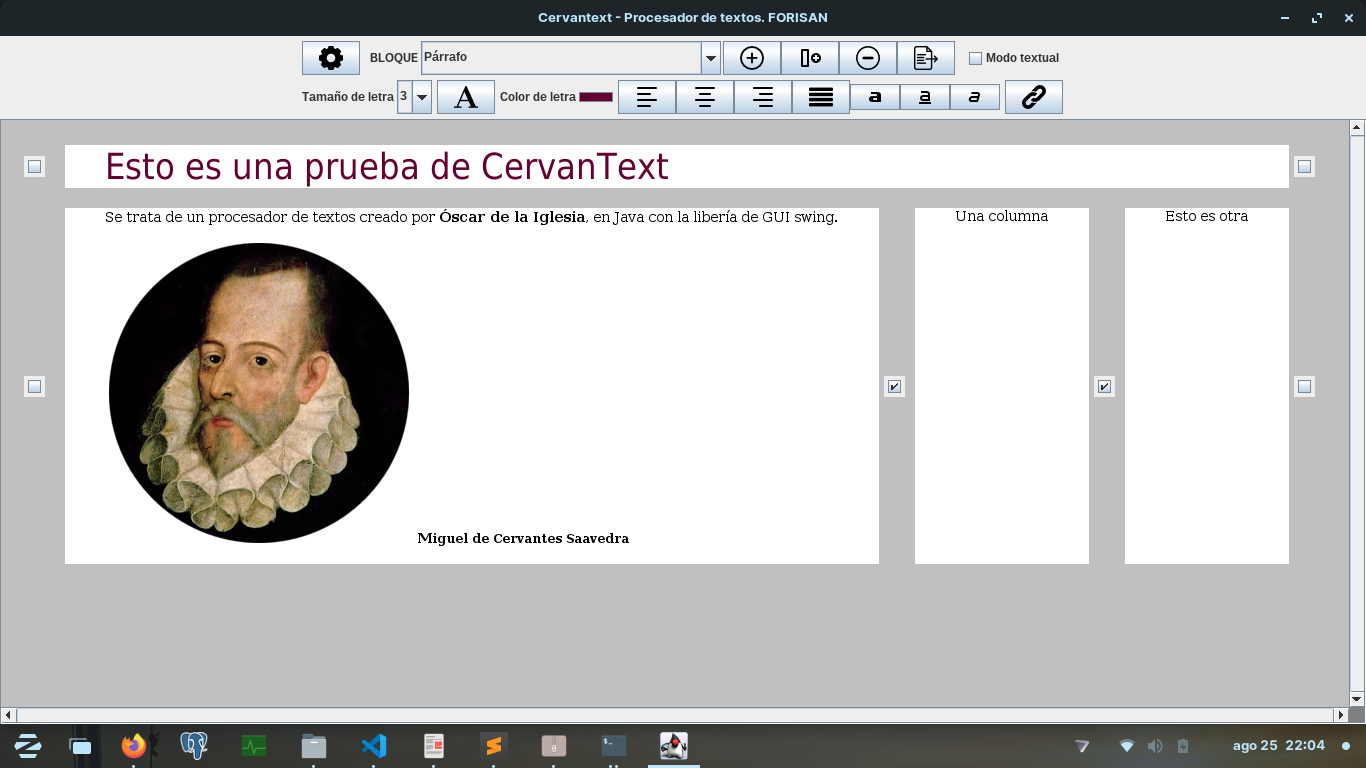 Cervantext - Procesador de textos. FORISAN
BLOQUE Párrafo Modo textual
Tamaño de letra 3 A Color de letra a a a
Esto es una prueba de CervanText
Se trata de un procesador de textos creado por Óscar de la Iglesia, en Java con la libería de GUI swing.
Miguel de Cervantes Saavedra
Una columna
Esto es otra
ago 25 22:04